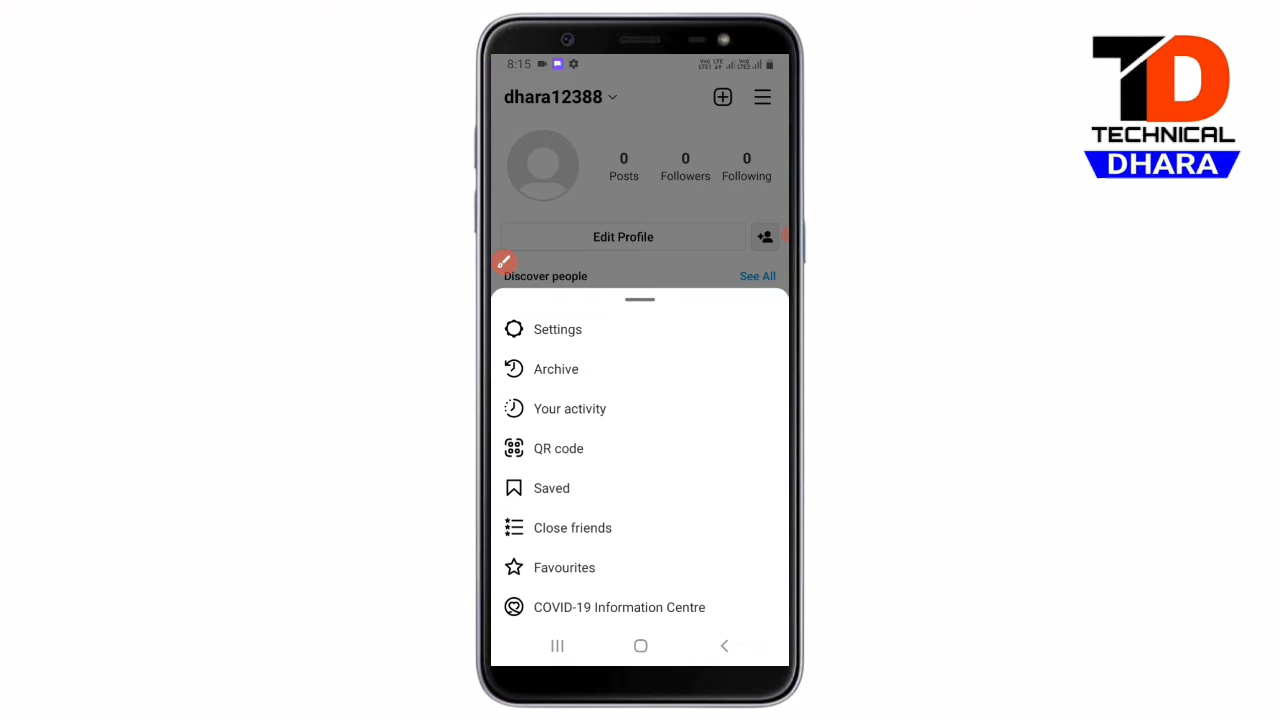 8:15
dhara12388
0 0 0
Posts Followers Following
Edit Profile
Discover people See All
Settings
Archive
Your activity
QR code
Saved
Close friends
Favourites
COVID-19 Information Centre
TD
TECHNICAL
DHARA